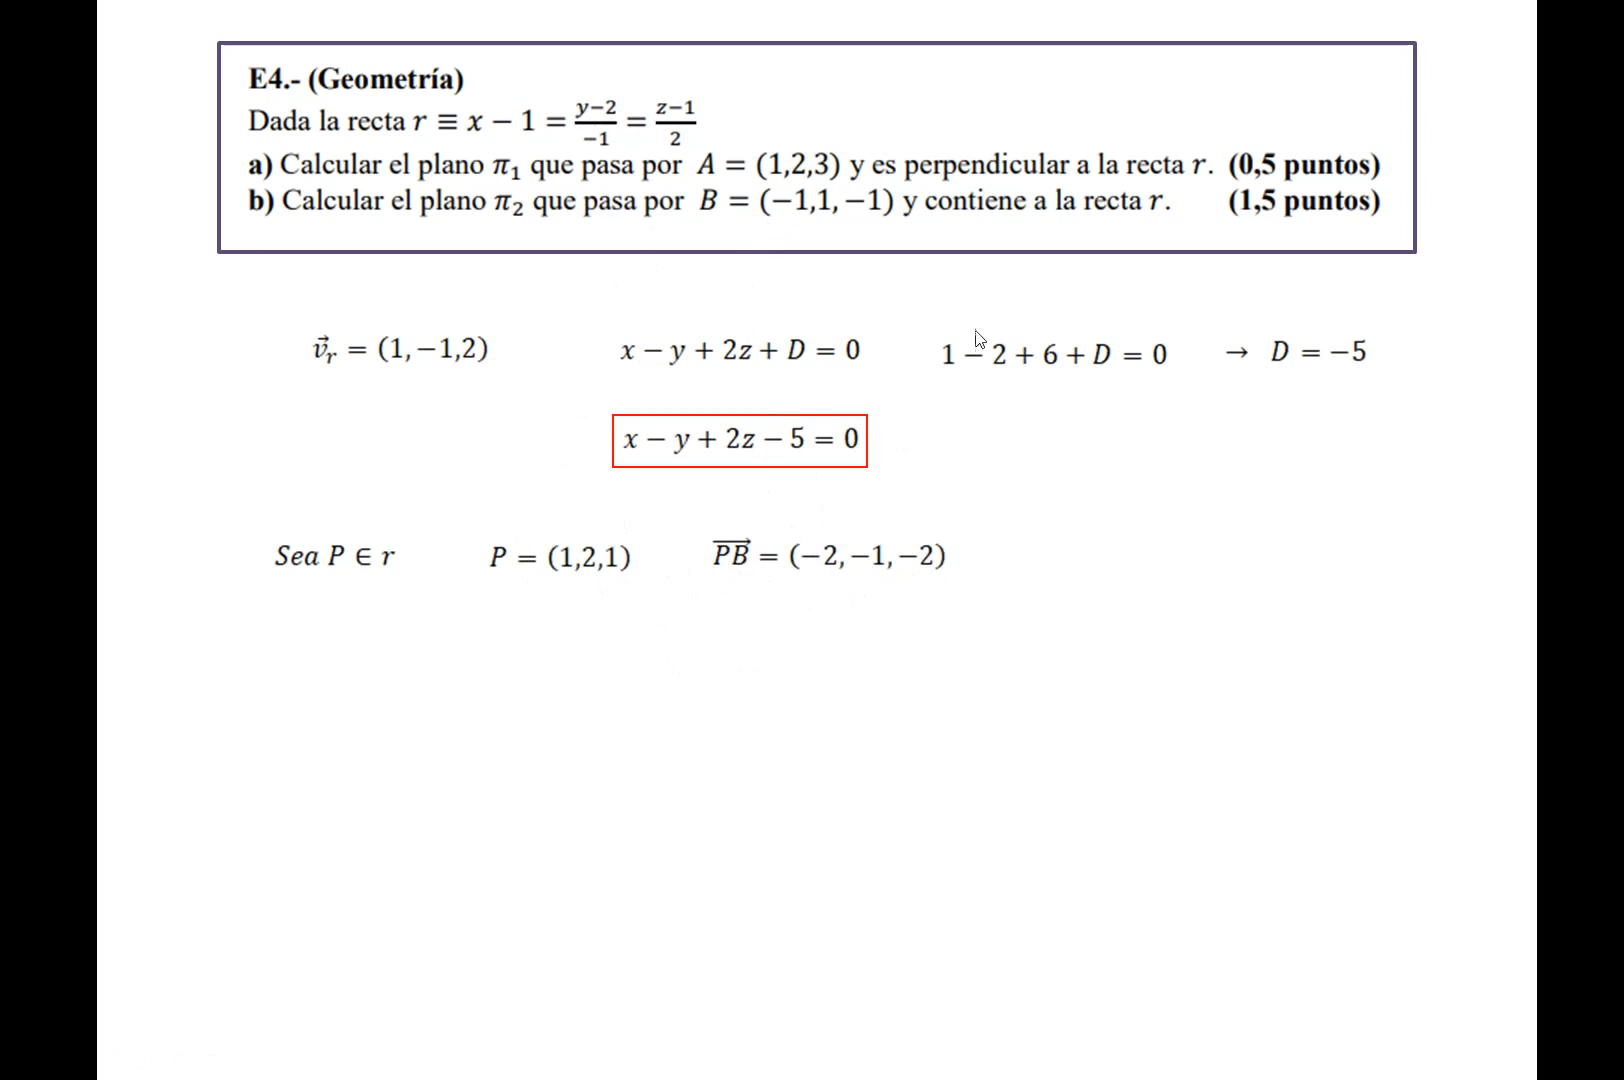 E4.- (Geometría)
Dada la recta r ≡ x − 1 = (y−2)/(−1) = (z−1)/2
a) Calcular el plano π₁ que pasa por A = (1,2,3) y es perpendicular a la recta r. (0,5 puntos)
b) Calcular el plano π₂ que pasa por B = (−1,1, −1) y contiene a la recta r. (1,5 puntos)
v⃗ᵣ = (1, −1,2) x − y + 2z + D = 0 1 − 2 + 6 + D = 0 → D = −5
x − y + 2z − 5 = 0
Sea P ∈ r P = (1,2,1) P͞B⃗ = (−2, −1, −2)